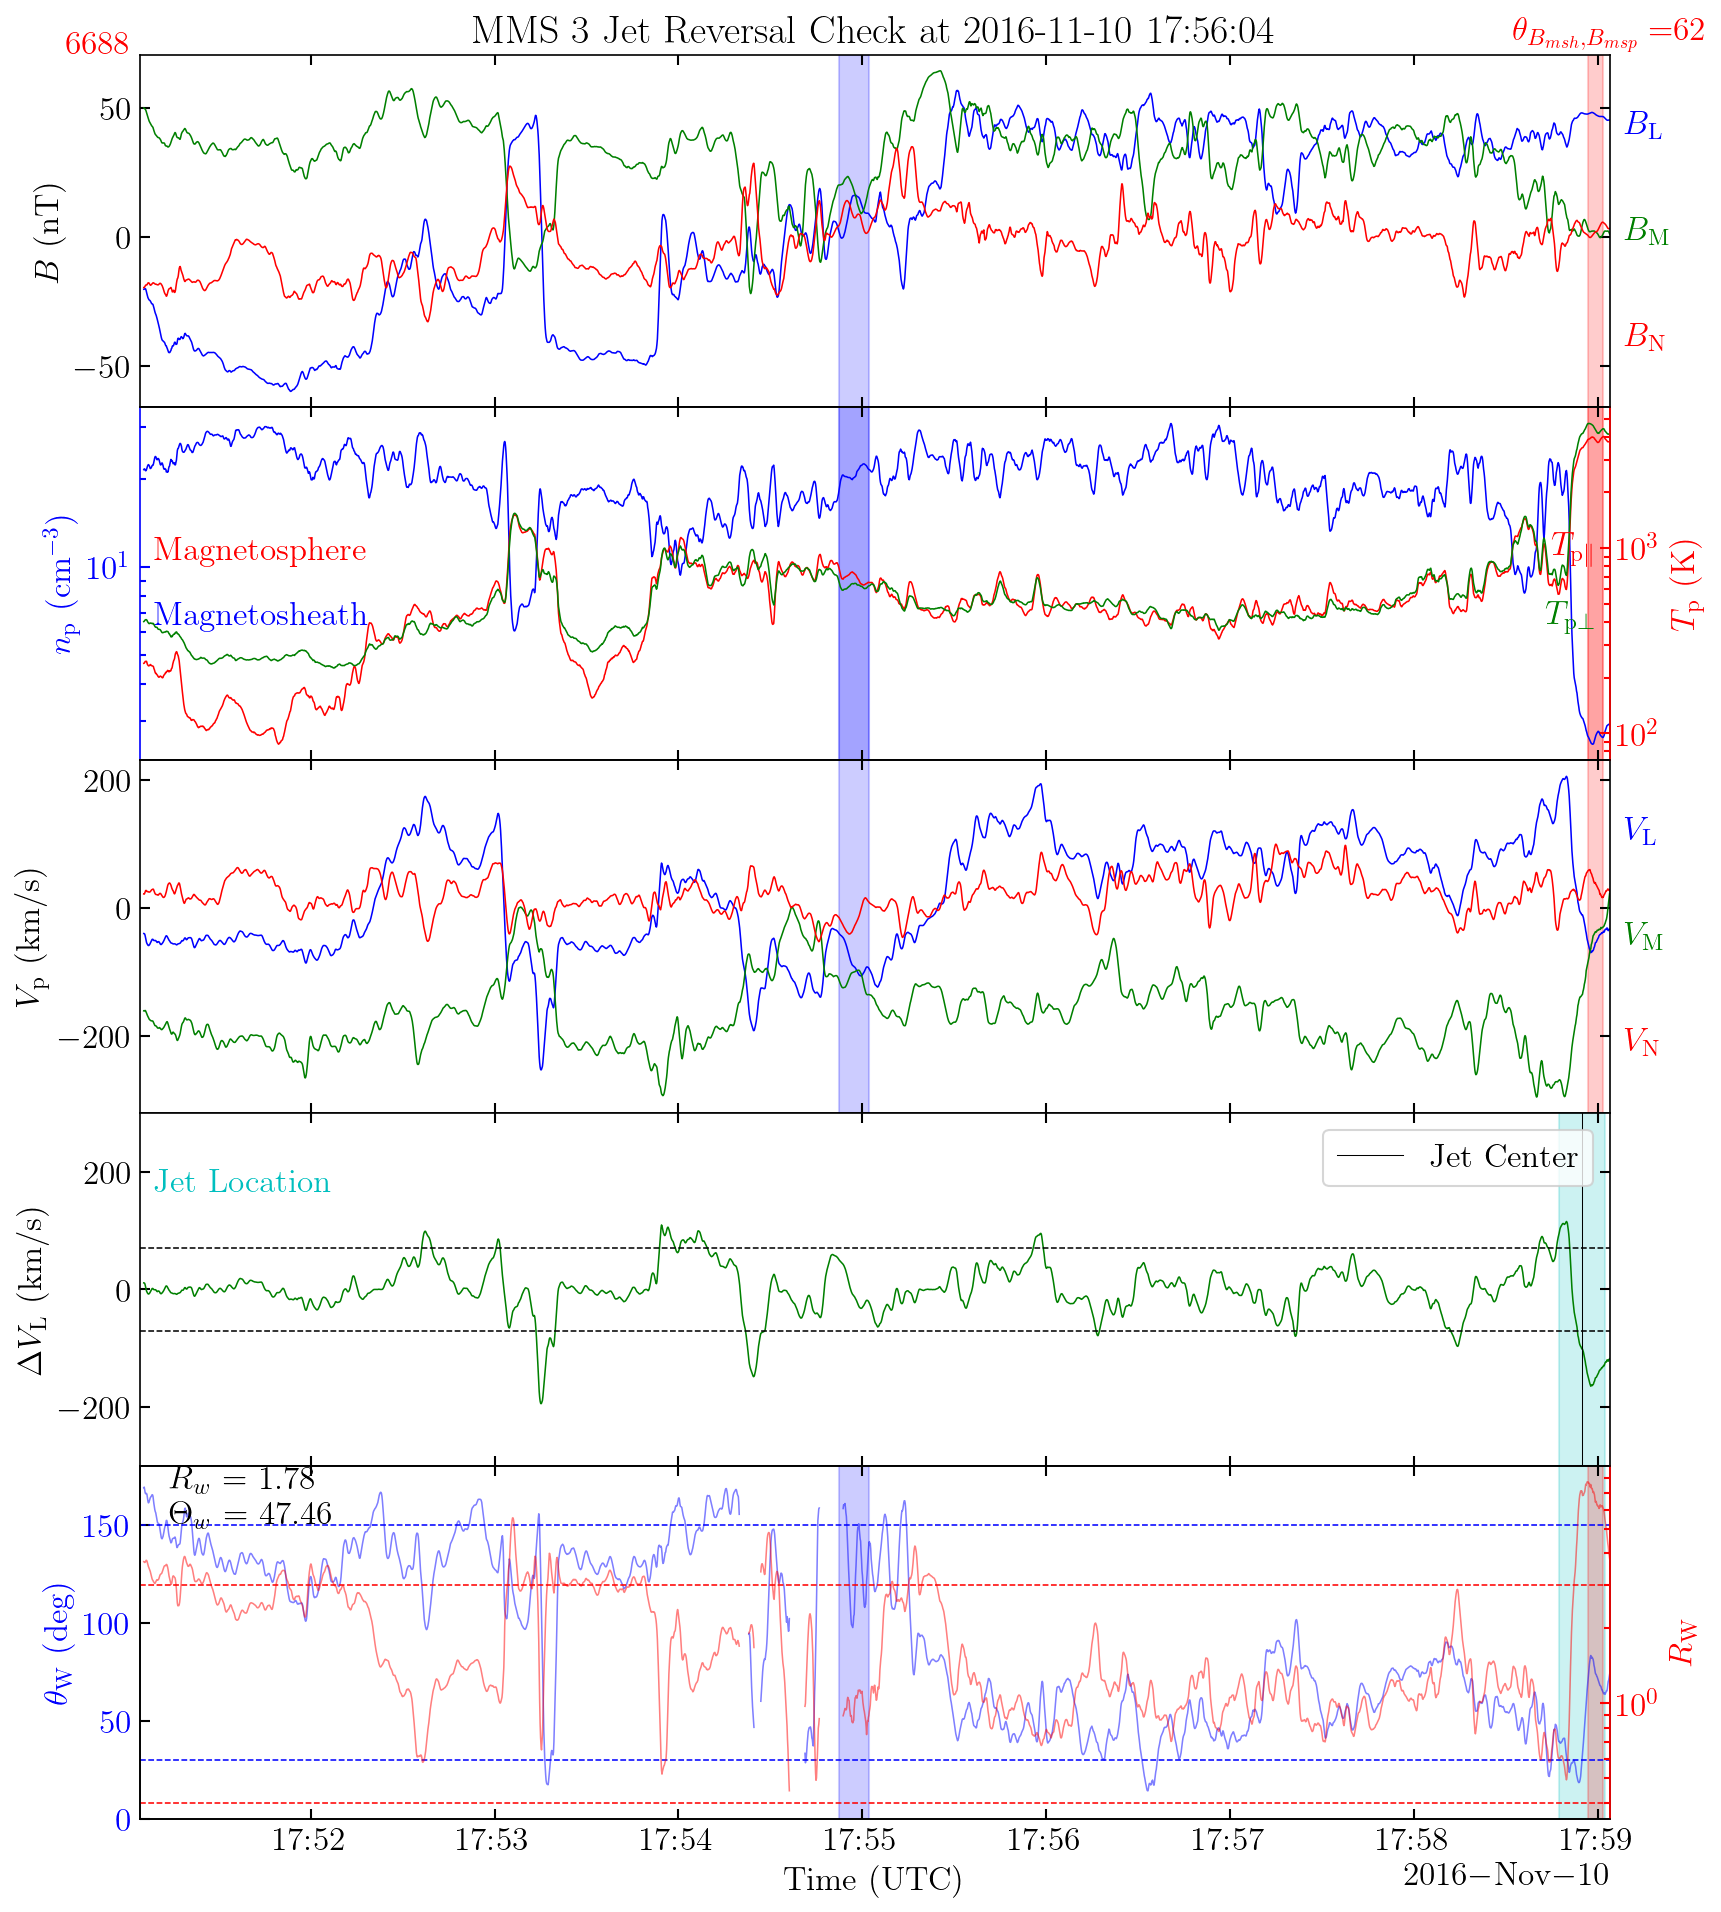 MMS 3 Jet Reversal Check at 2016-11-10 17:56:04
6688
θ_{B_{msh},B_{msp}} =62
50
0
−50
B (nT)
B_L
B_M
B_N
10^1
n_p (cm^{−3})
Magnetosphere
Magnetosheath
T_{p∥}
T_{p⊥}
10^3
10^2
T_p (K)
200
0
−200
V_p (km/s)
V_L
V_M
V_N
200
0
−200
ΔV_L (km/s)
Jet Location
Jet Center
R_w = 1.78
Θ_w = 47.46
150
100
50
0
θ_W (deg)
10^0
R_W
17:52 17:53 17:54 17:55 17:56 17:57 17:58 17:59
Time (UTC)
2016−Nov−10